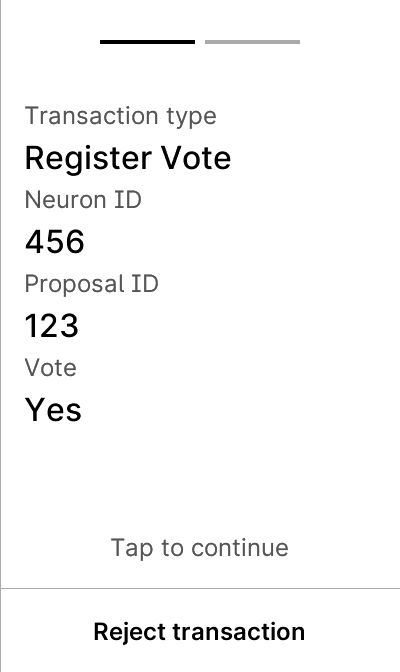 Transaction type
Register Vote
Neuron ID
456
Proposal ID
123
Vote
Yes
Tap to continue
Reject transaction